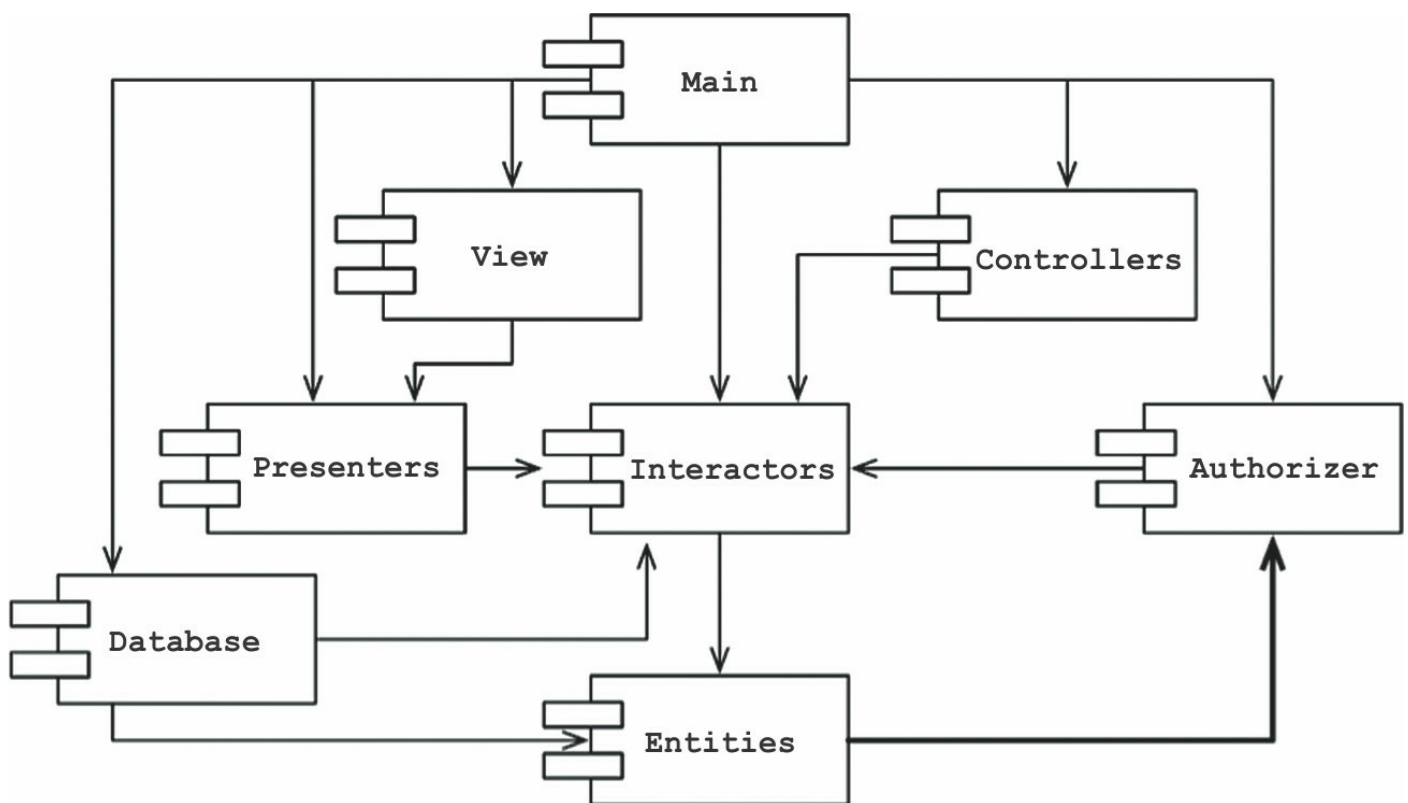 Main
View
Controllers
Presenters
Interactors
Authorizer
Database
Entities